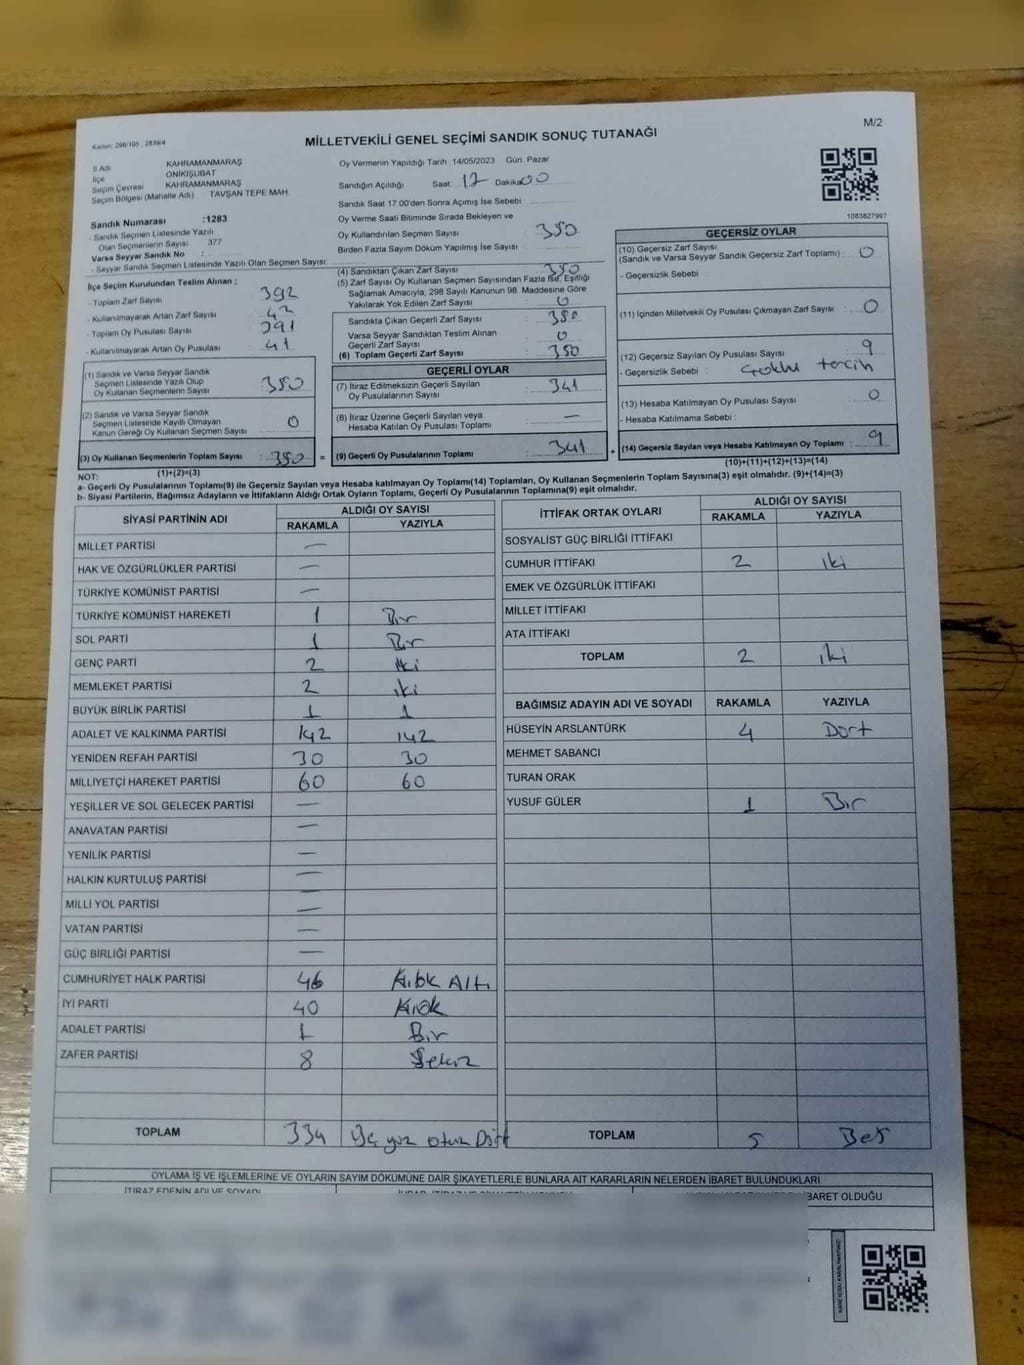 Kanun: 298/105 , 2839/4
MİLLETVEKİLİ GENEL SEÇİMİ SANDIK SONUÇ TUTANAĞI
M/2
İl Adı KAHRAMANMARAŞ
İlçe ONİKİŞUBAT
Seçim Çevresi KAHRAMANMARAŞ
Seçim Bölgesi (Mahalle Adı) TAVŞAN TEPE MAH.
Sandık Numarası :1283
- Sandık Seçmen Listesinde Yazılı
Olan Seçmenlerin Sayısı 377
Varsa Seyyar Sandık No :
- Seyyar Sandık Seçmen Listesinde Yazılı Olan Seçmen Sayısı:
İlçe Seçim Kurulundan Teslim Alınan ;
- Toplam Zarf Sayısı 392
- Kullanılmayarak Artan Zarf Sayısı 42
- Toplam Oy Pusulası Sayısı 391
- Kullanılmayarak Artan Oy Pusulası 41
(1) Sandık ve Varsa Seyyar Sandık
Seçmen Listesinde Yazılı Olup
Oy Kullanan Seçmenlerin Sayısı 350
(2) Sandık ve Varsa Seyyar Sandık
Seçmen Listesinde Kayıtlı Olmayan
Kanun Gereği Oy Kullanan Seçmen Sayısı 0
(3) Oy Kullanan Seçmenlerin Toplam Sayısı : 350 =
(1)+(2)=(3)
Oy Vermenin Yapıldığı Tarih 14/05/2023 Gün Pazar
Sandığın Açıldığı Saat: 17 Dakika: 00
Sandık Saat 17.00'den Sonra Açımış İse Sebebi
Oy Verme Saati Bitiminde Sırada Bekleyen ve
Oy Kullandırılan Seçmen Sayısı : 350
Birden Fazla Sayım Döküm Yapılmış İse Sayısı :
(4) Sandıktan Çıkan Zarf Sayısı : 350
(5) Zarf Sayısı Oy Kullanan Seçmen Sayısından Fazla İse, Eşitliği
Sağlamak Amacıyla, 298 Sayılı Kanunun 98. Maddesine Göre
Yakılarak Yok Edilen Zarf Sayısı 0
Sandıkta Çıkan Geçerli Zarf Sayısı : 350
Varsa Seyyar Sandıktan Teslim Alınan
Geçerli Zarf Sayısı 0
(6) Toplam Geçerli Zarf Sayısı : 350
GEÇERLİ OYLAR
(7) İtiraz Edilmeksizin Geçerli Sayılan
Oy Pusulalarının Sayısı : 341
(8) İtiraz Üzerine Geçerli Sayılan veya
Hesaba Katılan Oy Pusulası Toplamı : —
(9) Geçerli Oy Pusulalarının Toplamı : 341 +
1083827997
GEÇERSİZ OYLAR
(10) Geçersiz Zarf Sayısı
(Sandık ve Varsa Seyyar Sandık Geçersiz Zarf Toplamı) : 0
- Geçersizlik Sebebi
(11) İçinden Milletvekili Oy Pusulası Çıkmayan Zarf Sayısı : 0
(12) Geçersiz Sayılan Oy Pusulası Sayısı : 9
- Geçersizlik Sebebi : Çoklu tercih
(13) Hesaba Katılmayan Oy Pusulası Sayısı : 0
- Hesaba Katılmama Sebebi :
(14) Geçersiz Sayılan veya Hesaba Katılmayan Oy Toplamı : 9
(10)+(11)+(12)+(13)=(14)
NOT:
a- Geçerli Oy Pusulalarının Toplamı(9) ile Geçersiz Sayılan veya Hesaba katılmayan Oy Toplamı(14) Toplamları, Oy Kullanan Seçmenlerin Toplam Sayısına(3) eşit olmalıdır. (9)+(14)=(3)
b- Siyasi Partilerin, Bağımsız Adayların ve İttifakların Aldığı Ortak Oyların Toplamı, Geçerli Oy Pusulalarının Toplamına(9) eşit olmalıdır.
SİYASİ PARTİNİN ADI ALDIĞI OY SAYISI
RAKAMLA YAZIYLA
MİLLET PARTİSİ —
HAK VE ÖZGÜRLÜKLER PARTİSİ —
TÜRKİYE KOMÜNİST PARTİSİ —
TÜRKİYE KOMÜNİST HAREKETİ 1 Bir
SOL PARTİ 1 Bir
GENÇ PARTİ 2 iki
MEMLEKET PARTİSİ 2 iki
BÜYÜK BİRLİK PARTİSİ 1 1
ADALET VE KALKINMA PARTİSİ 142 142
YENİDEN REFAH PARTİSİ 30 30
MİLLİYETÇİ HAREKET PARTİSİ 60 60
YEŞİLLER VE SOL GELECEK PARTİSİ —
ANAVATAN PARTİSİ —
YENİLİK PARTİSİ —
HALKIN KURTULUŞ PARTİSİ —
MİLLİ YOL PARTİSİ —
VATAN PARTİSİ —
GÜÇ BİRLİĞİ PARTİSİ —
CUMHURİYET HALK PARTİSİ 46 Kırk Altı
İYİ PARTİ 40 Kırk
ADALET PARTİSİ 1 Bir
ZAFER PARTİSİ 8 Sekiz
TOPLAM 334 Üç yüz otuz Dört
İTTİFAK ORTAK OYLARI ALDIĞI OY SAYISI
RAKAMLA YAZIYLA
SOSYALİST GÜÇ BİRLİĞİ İTTİFAKI
CUMHUR İTTİFAKI 2 iki
EMEK VE ÖZGÜRLÜK İTTİFAKI
MİLLET İTTİFAKI
ATA İTTİFAKI
TOPLAM 2 iki
BAĞIMSIZ ADAYIN ADI VE SOYADI RAKAMLA YAZIYLA
HÜSEYİN ARSLANTÜRK 4 Dört
MEHMET SABANCI
TURAN ORAK
YUSUF GÜLER 1 Bir
TOPLAM 5 Beş
OYLAMA İŞ VE İŞLEMLERİNE VE OYLARIN SAYIM DÖKÜMÜNE DAİR ŞİKAYETLERLE BUNLARA AİT KARARLARIN NELERDEN İBARET BULUNDUKLARI
İTİRAZ EDENİN ADI VE SOYADI
İBARET OLDUĞU